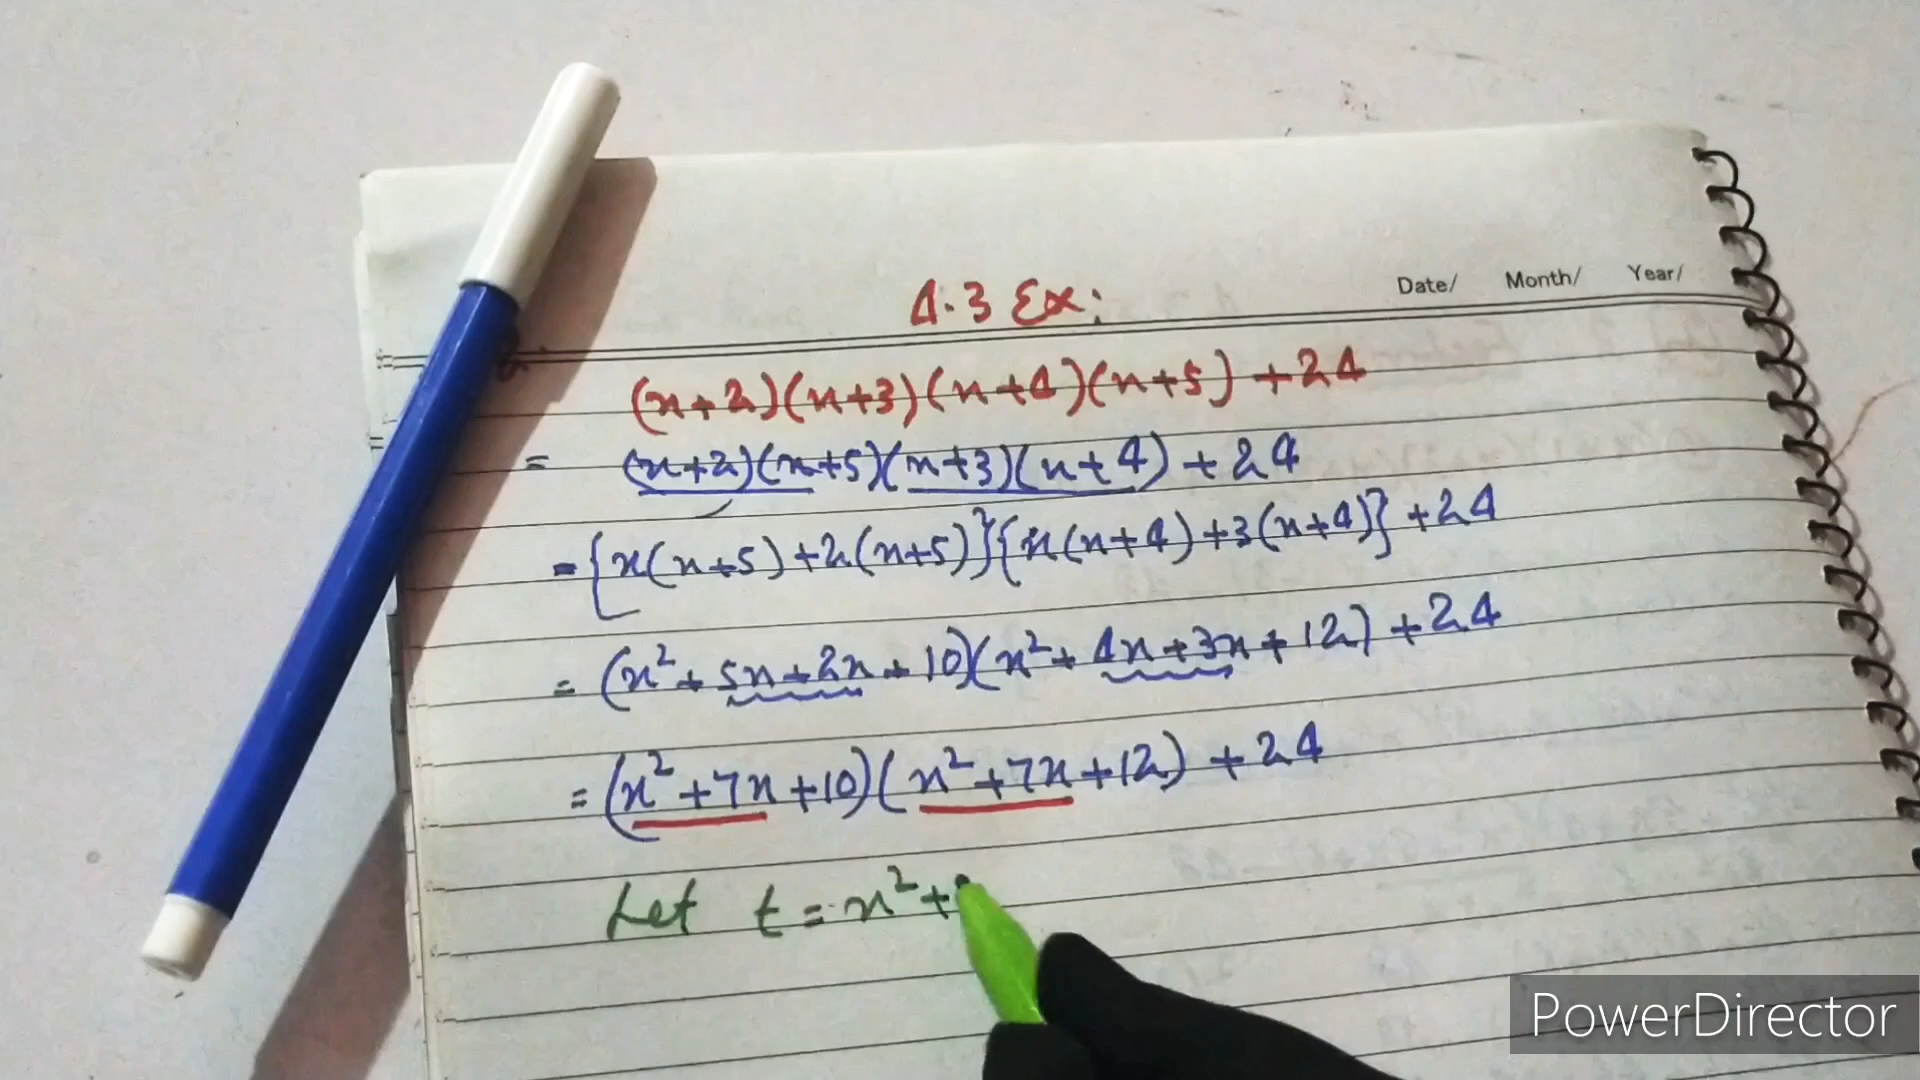 4.3 Ex:
Date/ Month/ Year/
(x+2)(x+3)(x+4)(x+5)+24
= (x+2)(x+5)(x+3)(x+4)+24
= {x(x+5)+2(x+5)}{x(x+4)+3(x+4)}+24
= (x²+5x+2x+10)(x²+4x+3x+12)+24
= (x²+7x+10)(x²+7x+12)+24
Let t = x²+
PowerDirector